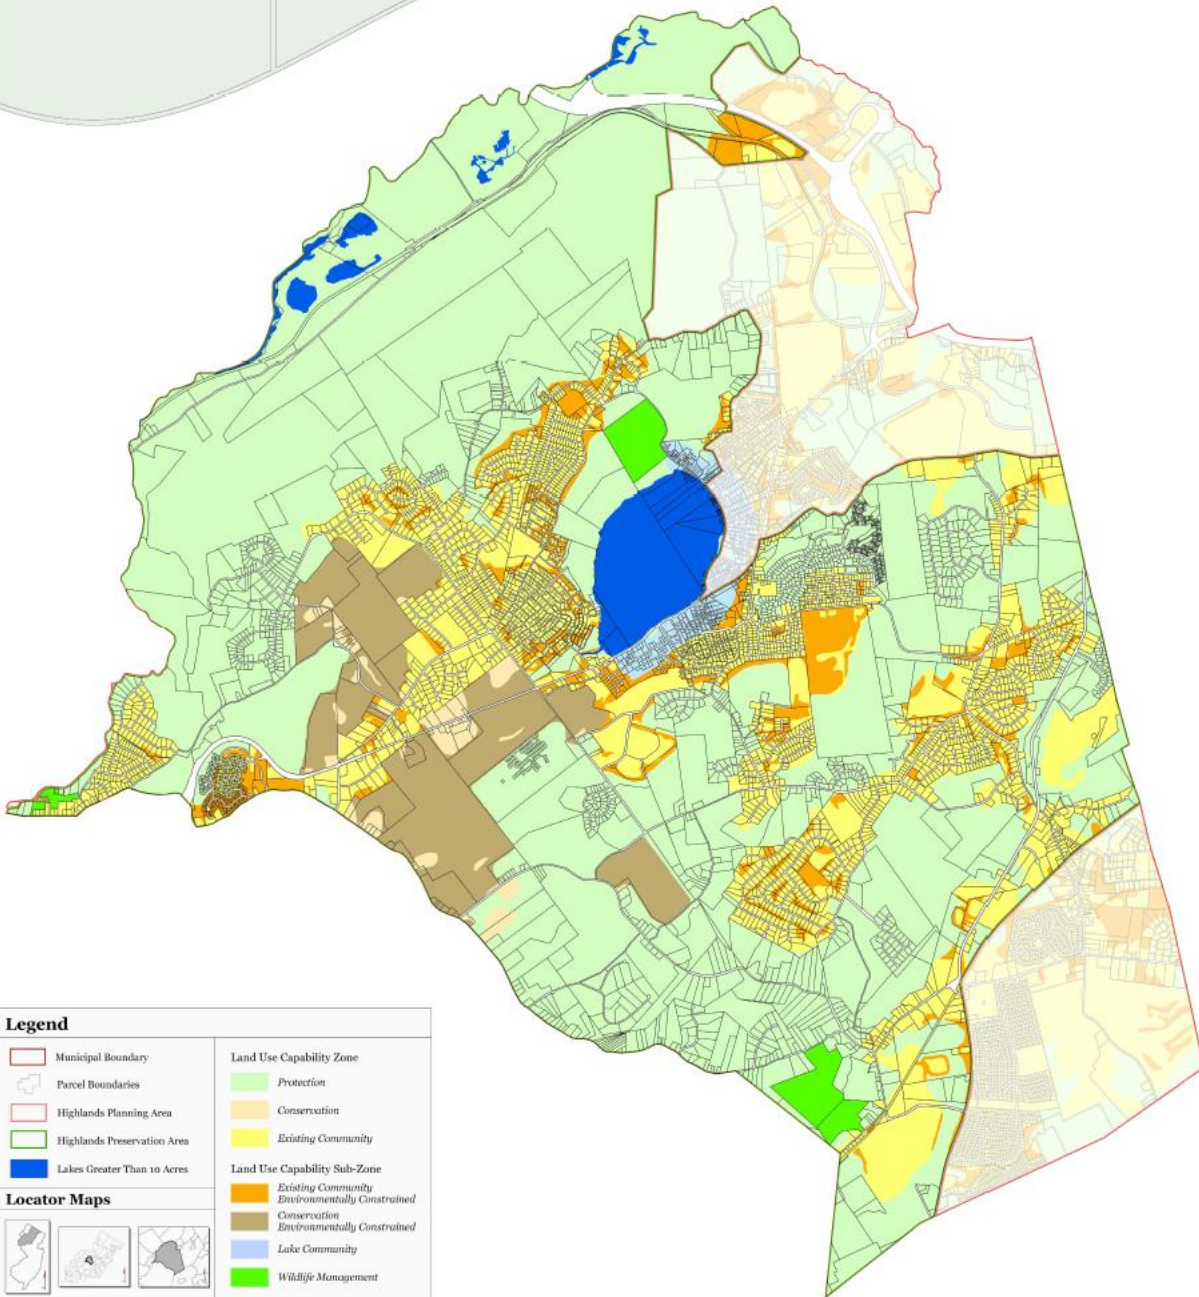 Legend
Municipal Boundary
Parcel Boundaries
Highlands Planning Area
Highlands Preservation Area
Lakes Greater Than 10 Acres
Locator Maps
Land Use Capability Zone
Protection
Conservation
Existing Community
Land Use Capability Sub-Zone
Existing Community
Environmentally Constrained
Conservation
Environmentally Constrained
Lake Community
Wildlife Management